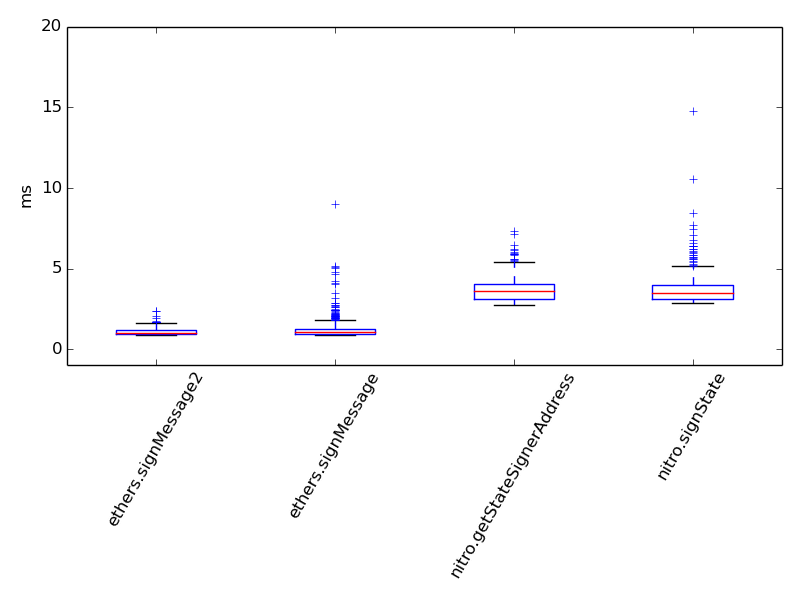 20
15
10
5
0
ms
ethers.signMessage2
ethers.signMessage
nitro.getStateSignerAddress
nitro.signState